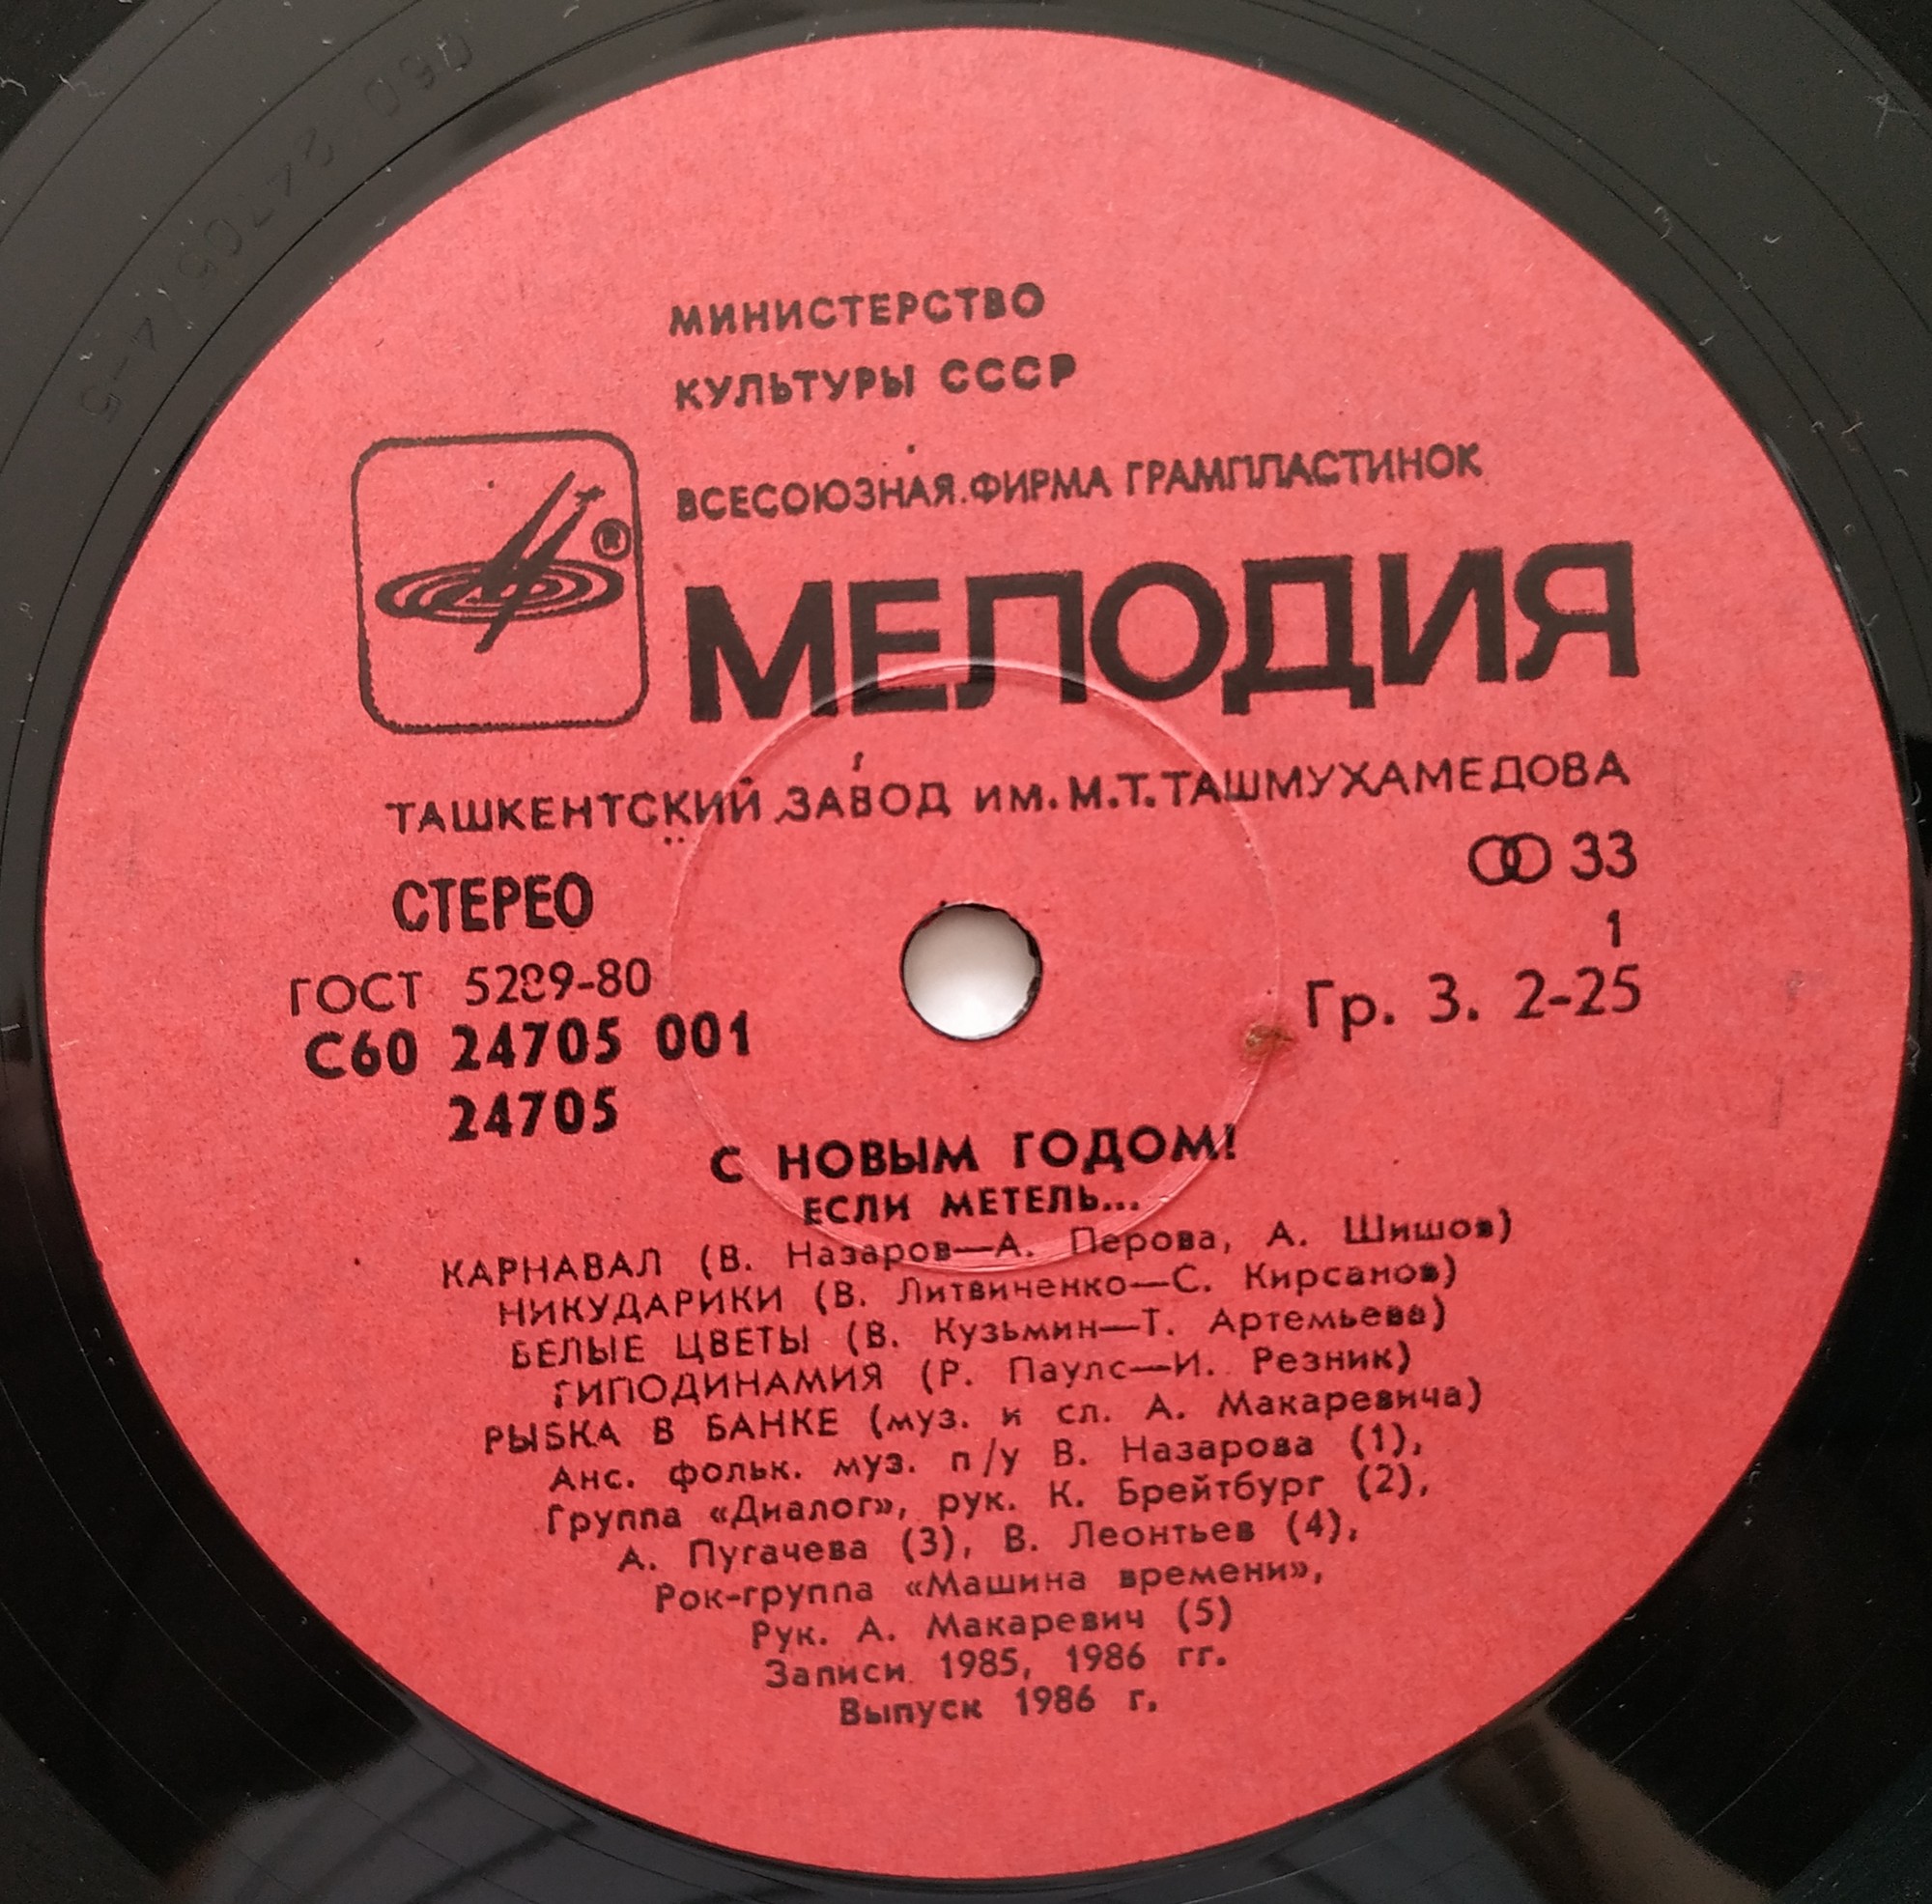 МИНИСТЕРСТВО
КУЛЬТУРЫ СССР
ВСЕСОЮЗНАЯ ФИРМА ГРАМПЛАСТИНОК
®
МЕЛОДИЯ
ТАШКЕНТСКИЙ ЗАВОД ИМ. М.Т.ТАШМУХАМЕДОВА
СТЕРЕО
33
1
ГОСТ 5289-80
Гр. 3. 2-25
С60 24705 001
24705
С НОВЫМ ГОДОМ!
ЕСЛИ МЕТЕЛЬ...
КАРНАВАЛ (В. Назаров—А. Перова, А. Шишов)
НИКУДАРИКИ (В. Литвиненко—С. Кирсанов)
БЕЛЫЕ ЦВЕТЫ (В. Кузьмин—Т. Артемьева)
ГИПОДИНАМИЯ (Р. Паулс—И. Резник)
РЫБКА В БАНКЕ (муз. и сл. А. Макаревича)
Анс. фольк. муз. п/у В. Назарова (1),
Группа «Диалог», рук. К. Брейтбург (2),
А. Пугачева (3), В. Леонтьев (4),
Рок-группа «Машина времени»,
Рук. А. Макаревич (5)
Записи 1985, 1986 гг.
Выпуск 1986 г.